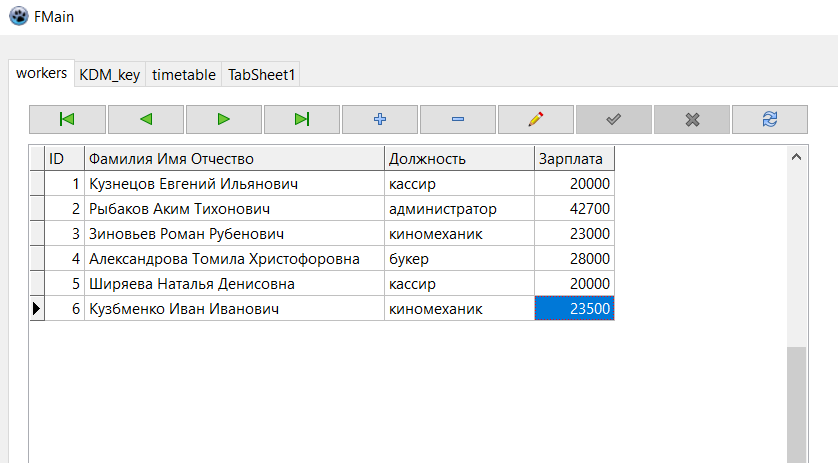 FMain
workers KDM_key timetable TabSheet1
ID Фамилия Имя Отчество Должность Зарплата
1 Кузнецов Евгений Ильянович кассир 20000
2 Рыбаков Аким Тихонович администратор 42700
3 Зиновьев Роман Рубенович киномеханик 23000
4 Александрова Томила Христофоровна букер 28000
5 Ширяева Наталья Денисовна кассир 20000
6 Кузбменко Иван Иванович киномеханик 23500